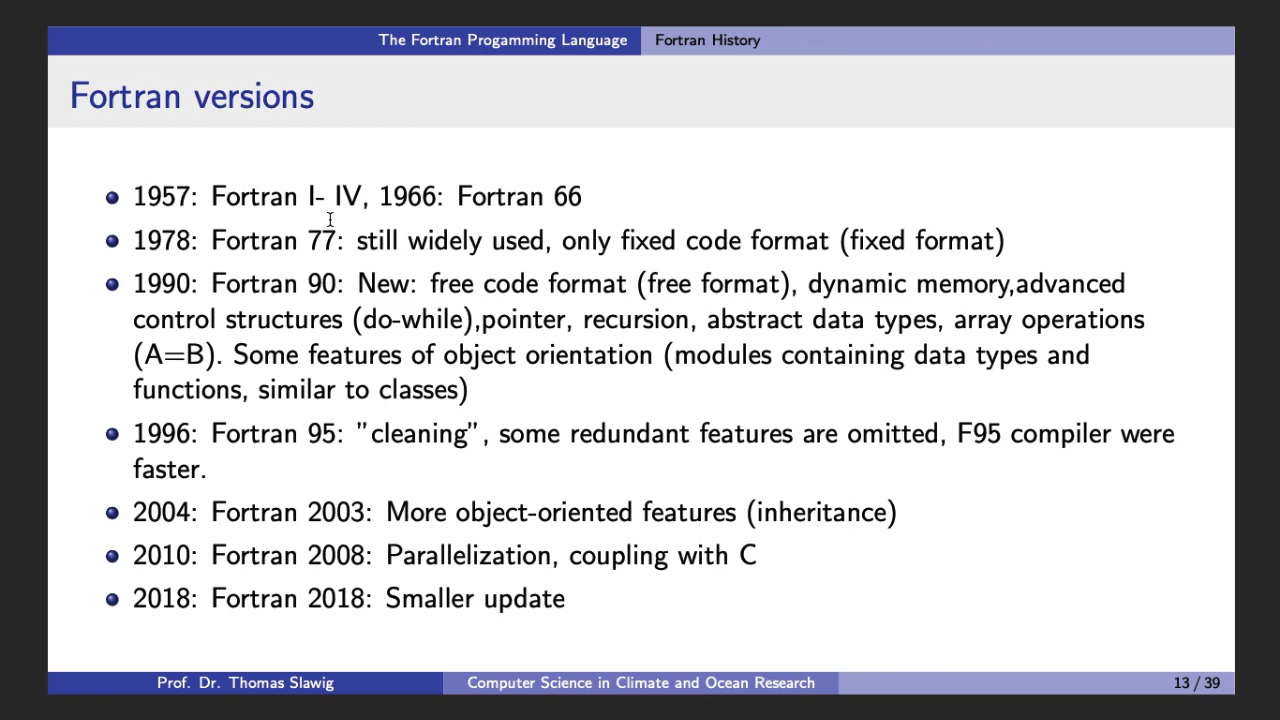 The Fortran Progamming Language Fortran History
Fortran versions
1957: Fortran I- IV, 1966: Fortran 66
1978: Fortran 77: still widely used, only fixed code format (fixed format)
1990: Fortran 90: New: free code format (free format), dynamic memory,advanced
control structures (do-while),pointer, recursion, abstract data types, array operations
(A=B). Some features of object orientation (modules containing data types and
functions, similar to classes)
1996: Fortran 95: "cleaning", some redundant features are omitted, F95 compiler were
faster.
2004: Fortran 2003: More object-oriented features (inheritance)
2010: Fortran 2008: Parallelization, coupling with C
2018: Fortran 2018: Smaller update
Prof. Dr. Thomas Slawig Computer Science in Climate and Ocean Research 13 / 39